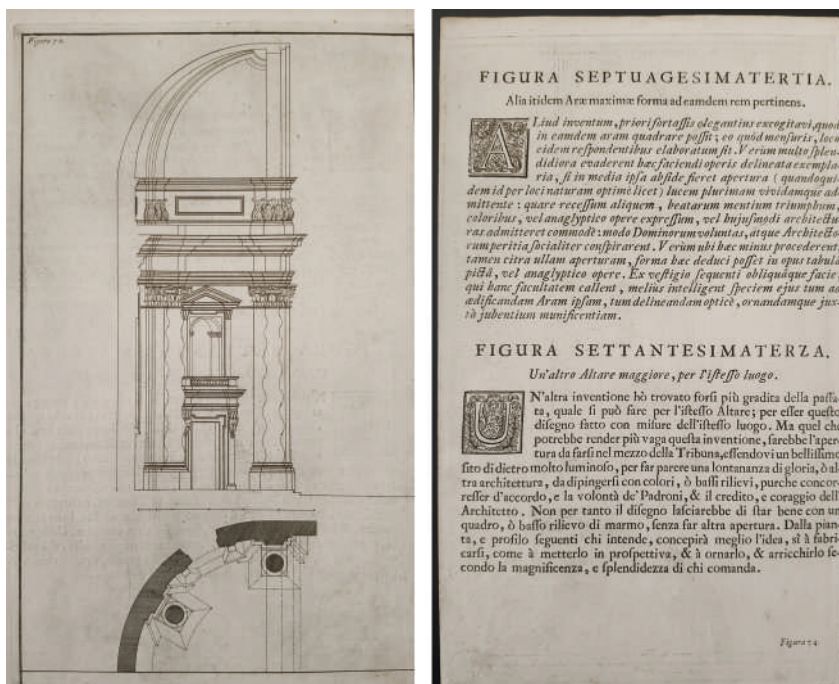 FIGURA SEPTUAGESIMATERTIA.
Alia itidem Aræ maximæ forma ad eamdem rem pertinens.
ALiud inventum, priori fortaſſis elegantius excogitavi, quod
in eamdem aram quadrare poſſit; eo quòd menſuris, loco
eidem reſpondentibus elaboratum ſit. Verùm multo ſplen-
didiora evaderent hæc faciendi operis delineata exempla-
ria, ſi in media ipſa abſide fieret apertura (quandoqui-
dem id per loci naturam optimè licet) lucem plurimam vividamque ad-
mittente: quare receſſum aliquem, beatarum mentium triumphum,
coloribus, vel anaglyptico opere expreſſum, vel hujuſmodi architectu-
ras admitteret commodè: modo Dominorum voluntas, atque Architecto-
rum peritia ſocialiter conſpirarent. Verùm ubi hæc minus procederent,
tamen citra ullam aperturam, forma hæc deduci poſſet in opus tabula
pictâ, vel anaglyptico opere. Ex veſtigio ſequenti obliquâque facie,
qui hanc facultatem callent, meliùs intelligent ſpeciem ejus tum ad
ædificandam Aram ipſam, tum delineandam opticè, ornandamque jux-
tà jubentium munificentiam.
FIGURA SETTANTESIMATERZA.
Un'altro Altare maggiore, per l'iſteſſo luogo.
UN'altra inventione hò trovato forſi più gradita della paſſa-
ta, quale ſi può fare per l'iſteſſo Altare; per eſſer queſto
diſegno fatto con miſure dell'iſteſſo luogo. Ma quel che
potrebbe render più vaga queſta inventione, ſarebbe l'aper-
tura da farſi nel mezzo della Tribuna, eſſendovi un belliſſimo
ſito di dietro molto luminoſo, per far parere una lontananza di gloria, ò al-
tra architettura, da dipingerſi con colori, ò baſſi rilievi, purche concor-
reſſer d'accordo, e la volontà de'Padroni, & il credito, e coraggio dell'
Architetto. Non per tanto il diſegno laſciarebbe di ſtar bene con un
quadro, ò baſſo rilievo di marmo, ſenza far altra apertura. Dalla pian-
ta, e profilo ſeguenti chi intende, concepirà meglio l'idea, sì à fabri-
carſi, come à metterlo in proſpettiva, & à ornarlo, & arricchirlo ſe-
condo la magnificenza, e ſplendidezza di chi comanda.
Figura 74